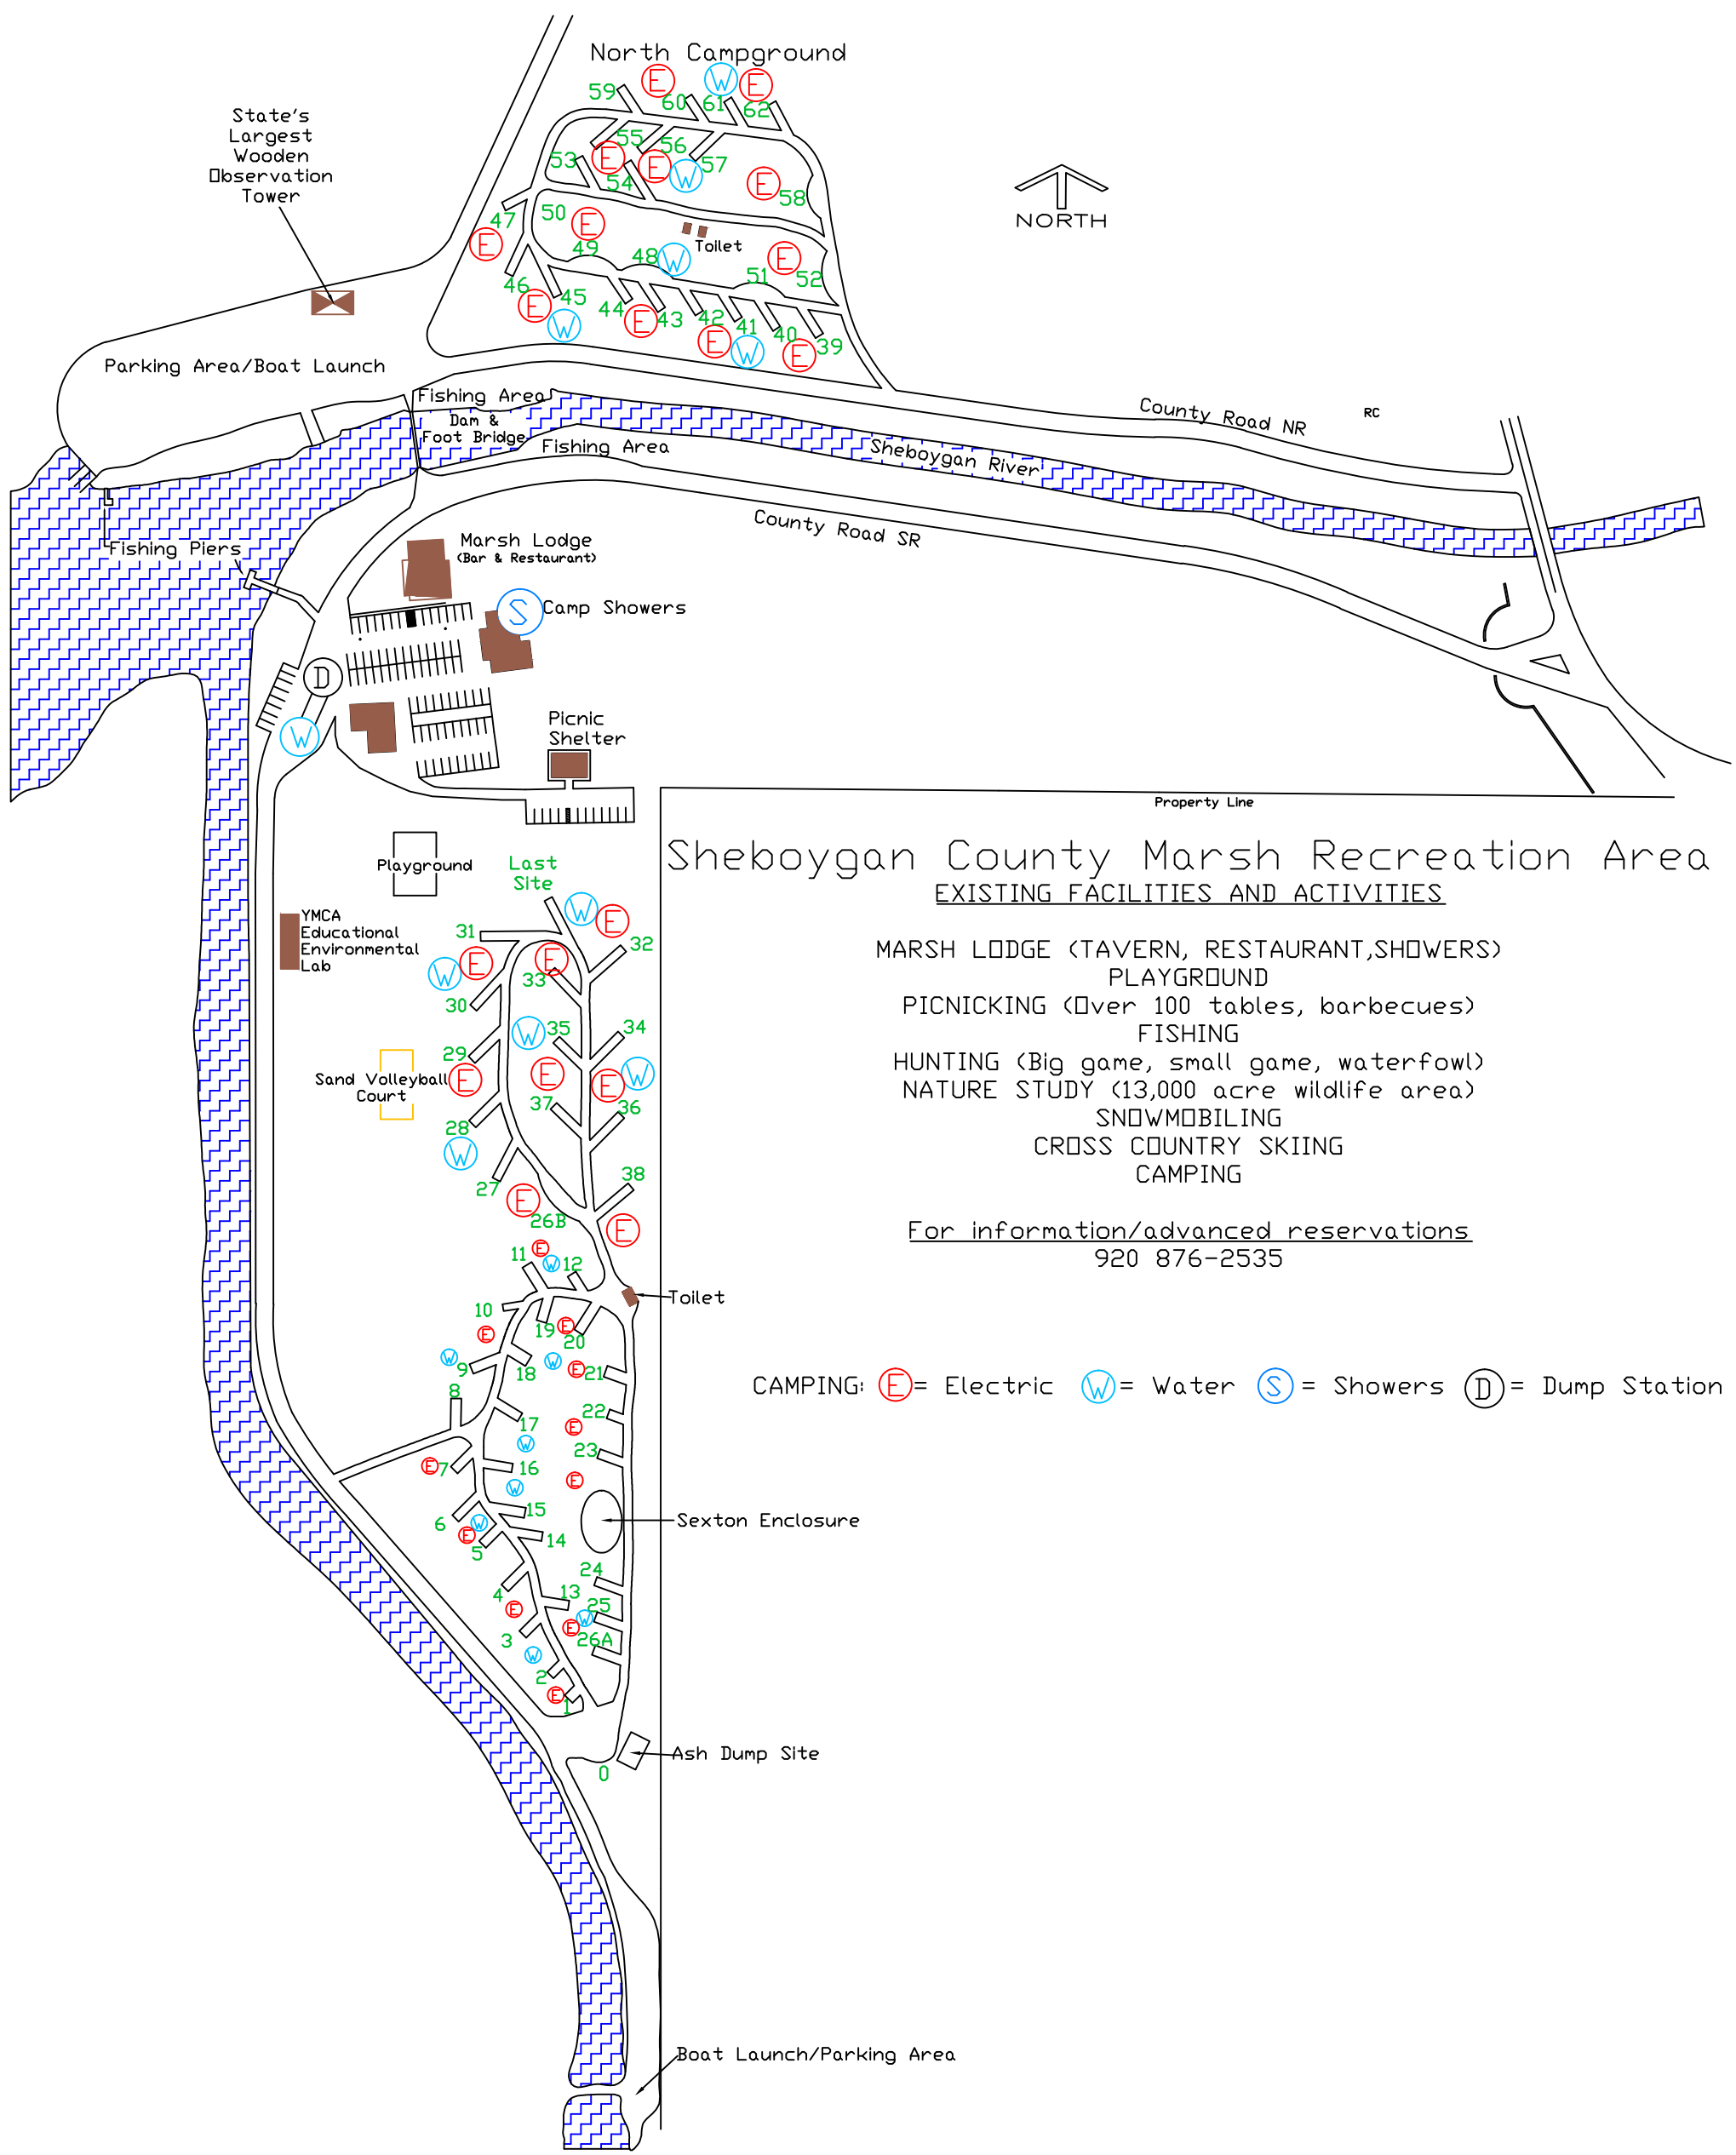 North Campground
59
E
W
E
60
61
62
State's
Largest
Wooden
Observation
Tower
55
56
57
53
E
E
W
54
E
58
NORTH
47
50
E
E
49
48
W
Toilet
E
51
52
46
E
45
W
44
E
43
42
E
41
W
40
E
39
Parking Area/Boat Launch
Fishing Area
Dam &
Foot Bridge
Fishing Area
County Road NR
RC
Sheboygan River
County Road SR
Fishing Piers
Marsh Lodge
(Bar & Restaurant)
S
Camp Showers
D
W
Picnic
Shelter
Property Line
Playground
Last
Site
Sheboygan County Marsh Recreation Area
EXISTING FACILITIES AND ACTIVITIES
MARSH LODGE (TAVERN, RESTAURANT,SHOWERS)
PLAYGROUND
PICNICKING (Over 100 tables, barbecues)
FISHING
HUNTING (Big game, small game, waterfowl)
NATURE STUDY (13,000 acre wildlife area)
SNOWMOBILING
CROSS COUNTRY SKIING
CAMPING
For information/advanced reservations
920 876-2535
YMCA
Educational
Environmental
Lab
W
E
31
32
W
E
E
33
30
W
35
34
29
E
E
E
W
Sand Volleyball
Court
37
36
28
W
27
38
E
26B
E
11
E
W
12
Toilet
10
E
19
E
20
W
9
18
W
E
21
8
CAMPING: E = Electric W = Water S = Showers D = Dump Station
17
22
E
W
23
E
7
16
E
W
6
W
15
E
5
14
Sexton Enclosure
24
4
13
E
W
25
E
26A
3
W
2
E
1
Ash Dump Site
0
Boat Launch/Parking Area